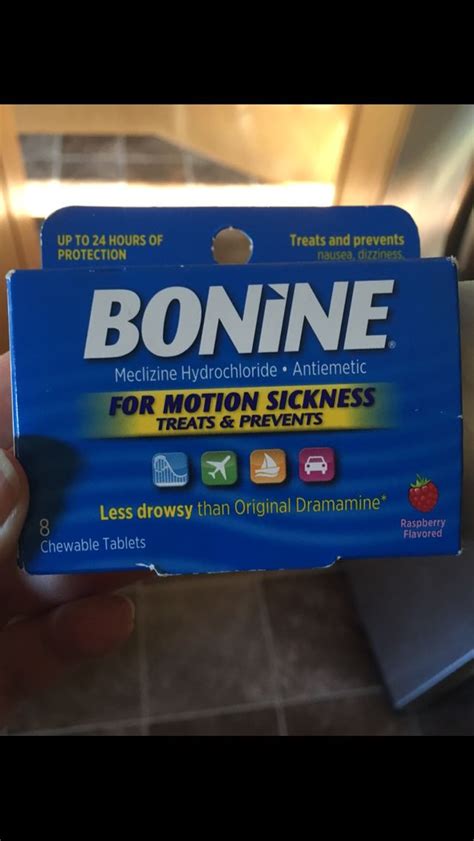 UP TO 24 HOURS OF
PROTECTION
Treats and prevents
nausea, dizziness,
BONiNE®
Meclizine Hydrochloride • Antiemetic
FOR MOTION SICKNESS
TREATS & PREVENTS
Less drowsy than Original Dramamine*
8
Chewable Tablets
Raspberry
Flavored